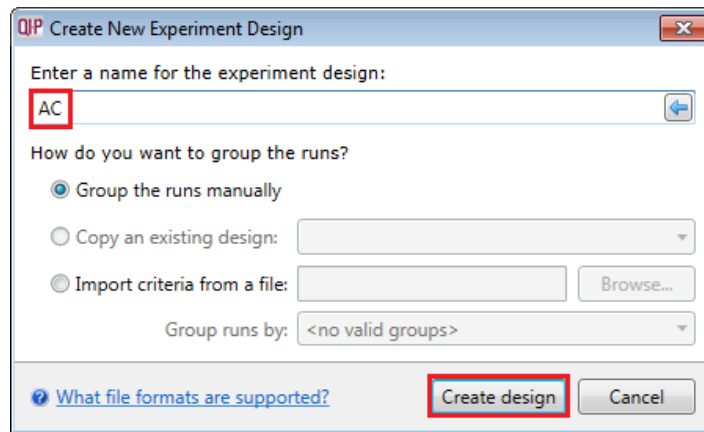 QI-P Create New Experiment Design
Enter a name for the experiment design:
AC
How do you want to group the runs?
Group the runs manually
Copy an existing design:
Import criteria from a file: Browse...
Group runs by: <no valid groups>
? What file formats are supported? Create design Cancel